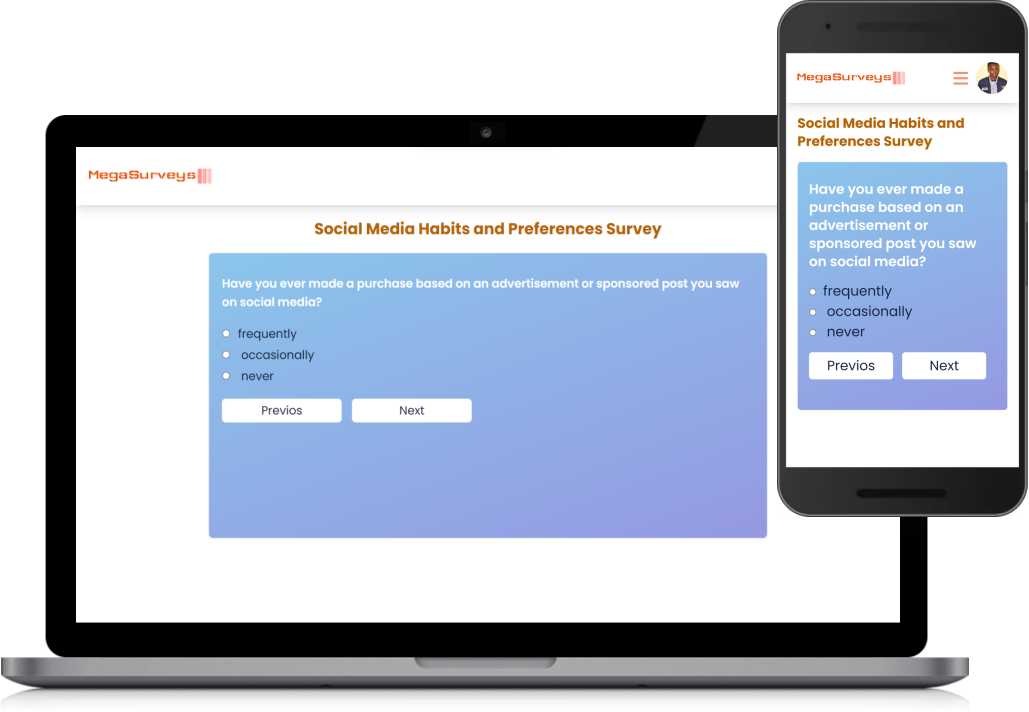 MegaSurveys
Social Media Habits and Preferences Survey
Have you ever made a purchase based on an advertisement or sponsored post you saw
on social media?
frequently
occasionally
never
Previos
Next
MegaSurveys
Social Media Habits and
Preferences Survey
Have you ever made a
purchase based on an
advertisement or
sponsored post you saw
on social media?
frequently
occasionally
never
Previos
Next